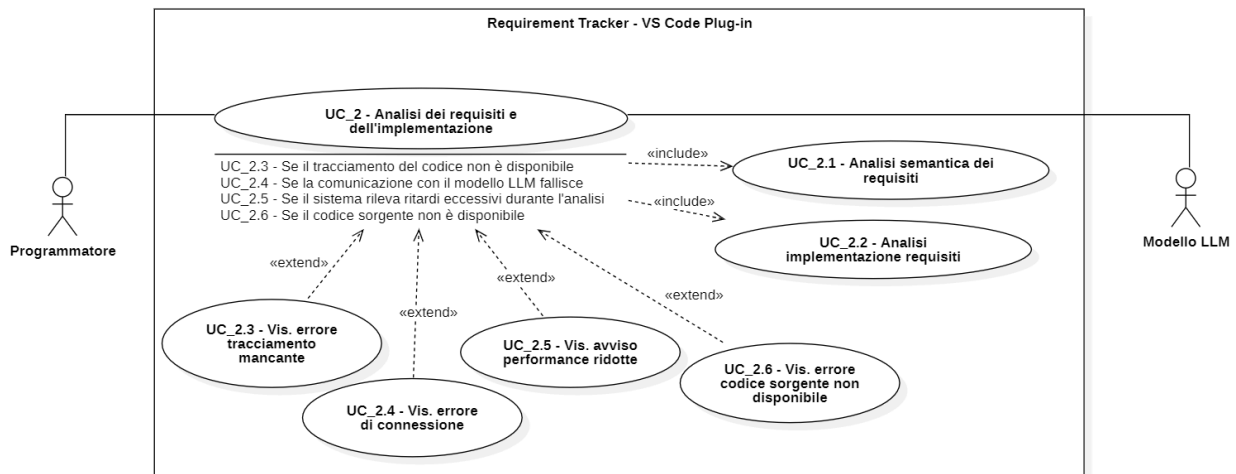 Requirement Tracker - VS Code Plug-in
UC_2 - Analisi dei requisiti e
dell'implementazione
UC_2.3 - Se il tracciamento del codice non è disponibile
UC_2.4 - Se la comunicazione con il modello LLM fallisce
UC_2.5 - Se il sistema rileva ritardi eccessivi durante l'analisi
UC_2.6 - Se il codice sorgente non è disponibile
«include»
UC_2.1 - Analisi semantica dei
requisiti
«include»
UC_2.2 - Analisi
implementazione requisiti
Programmatore
Modello LLM
«extend»
«extend»
«extend»
«extend»
UC_2.3 - Vis. errore
tracciamento
mancante
UC_2.4 - Vis. errore
di connessione
UC_2.5 - Vis. avviso
performance ridotte
UC_2.6 - Vis. errore
codice sorgente non
disponibile